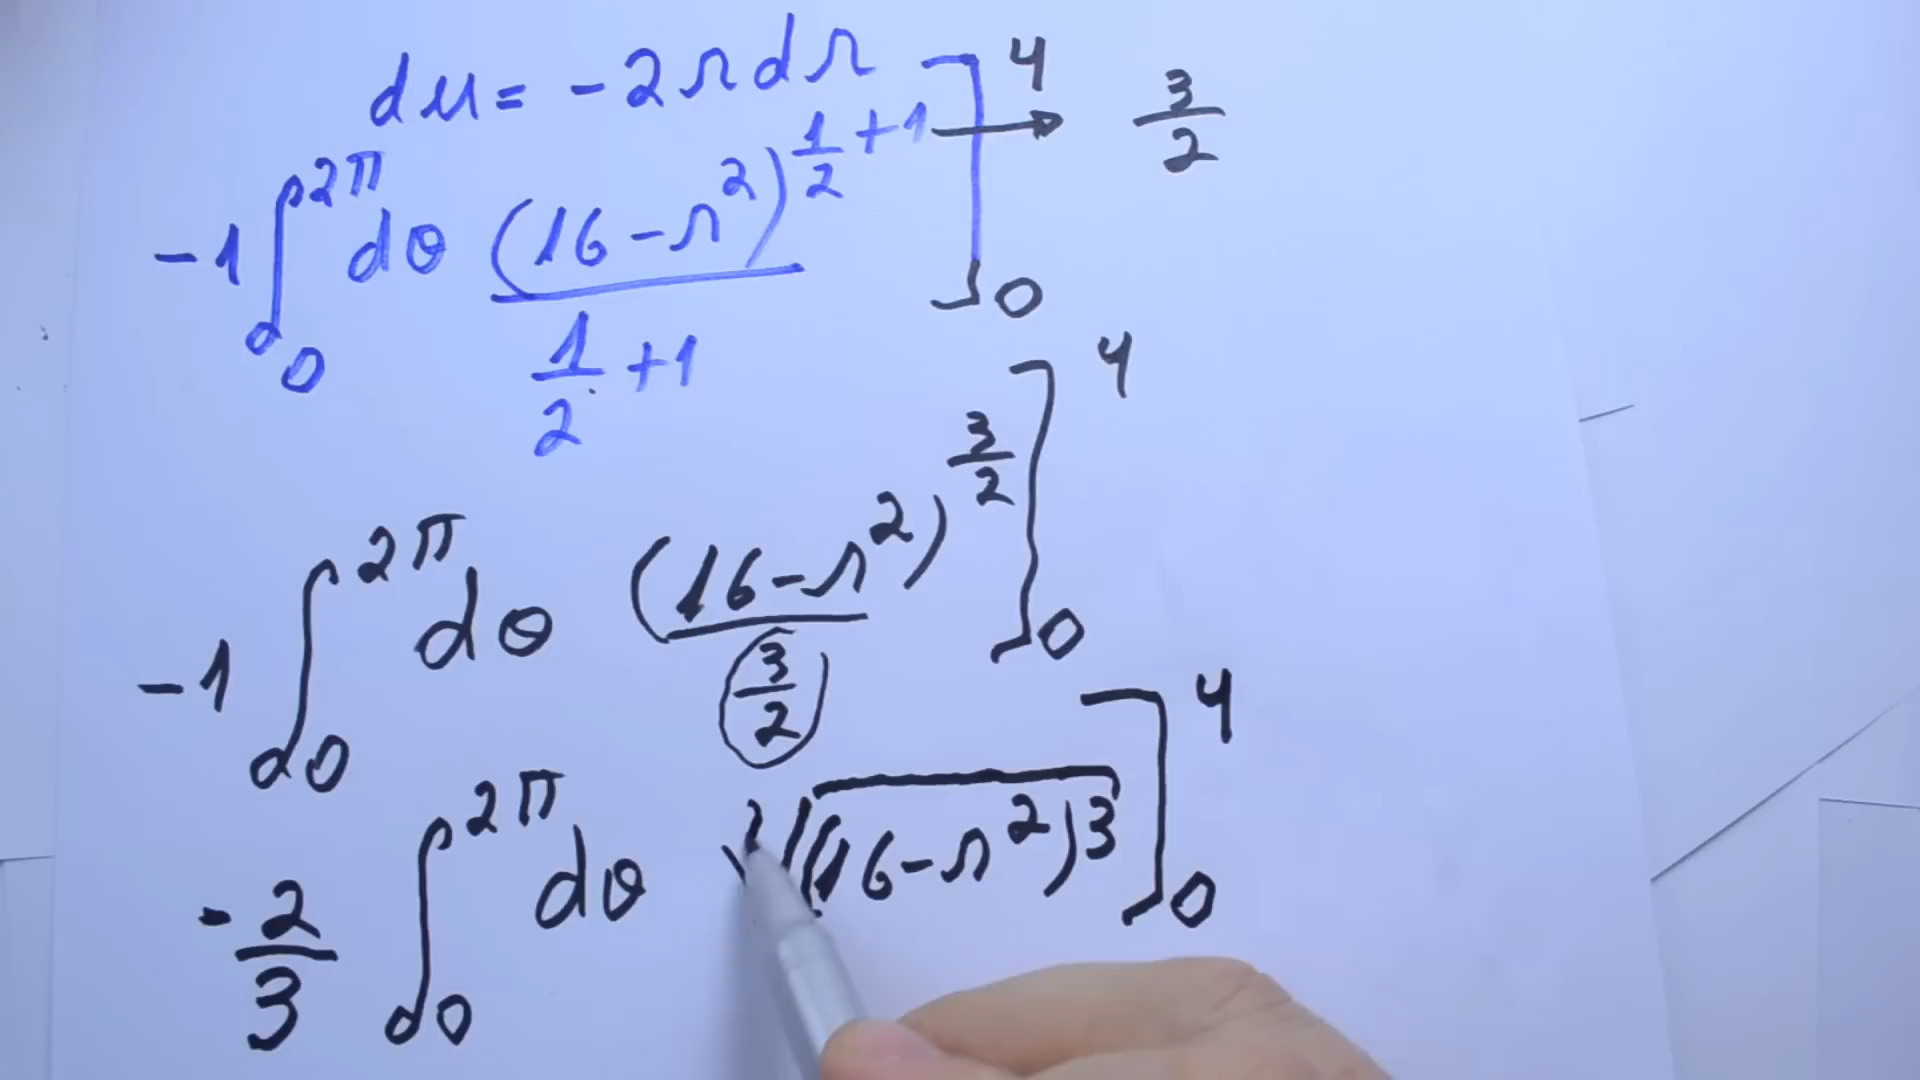 du = -2rdr
-1 ∫₀^2π dθ (16-r²)^(1/2+1) / (1/2+1) ]₀^4 → 3/2
-1 ∫₀^2π dθ (16-r²)^(3/2) / (3/2) ]₀^4
-2/3 ∫₀^2π dθ ²√(16-r²)³ ]₀^4